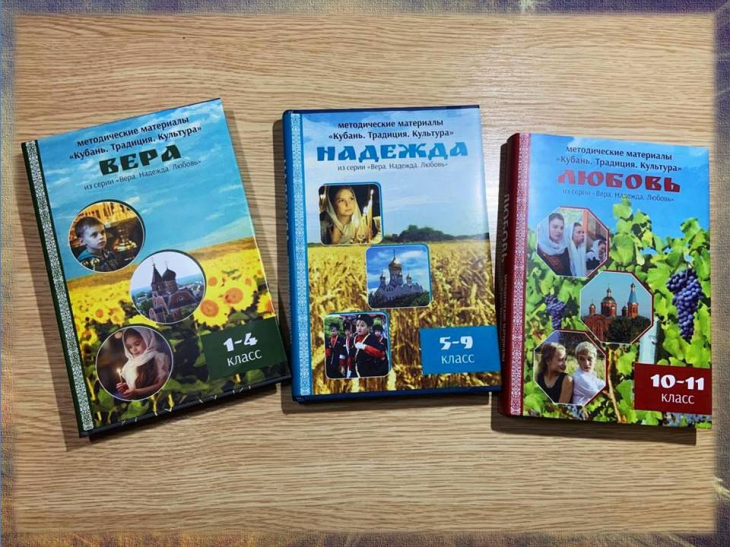 методические материалы
«Кубань. Традиция. Культура»
ВЕРА
из серии «Вера. Надежда. Любовь»
1-4
класс
методические материалы
«Кубань. Традиция. Культура»
НАДЕЖДА
из серии «Вера. Надежда. Любовь»
5-9
класс
методические материалы
«Кубань. Традиция. Культура»
ЛЮБОВЬ
из серии «Вера. Надежда. Любовь»
10-11
класс
ЛЮБОВЬ